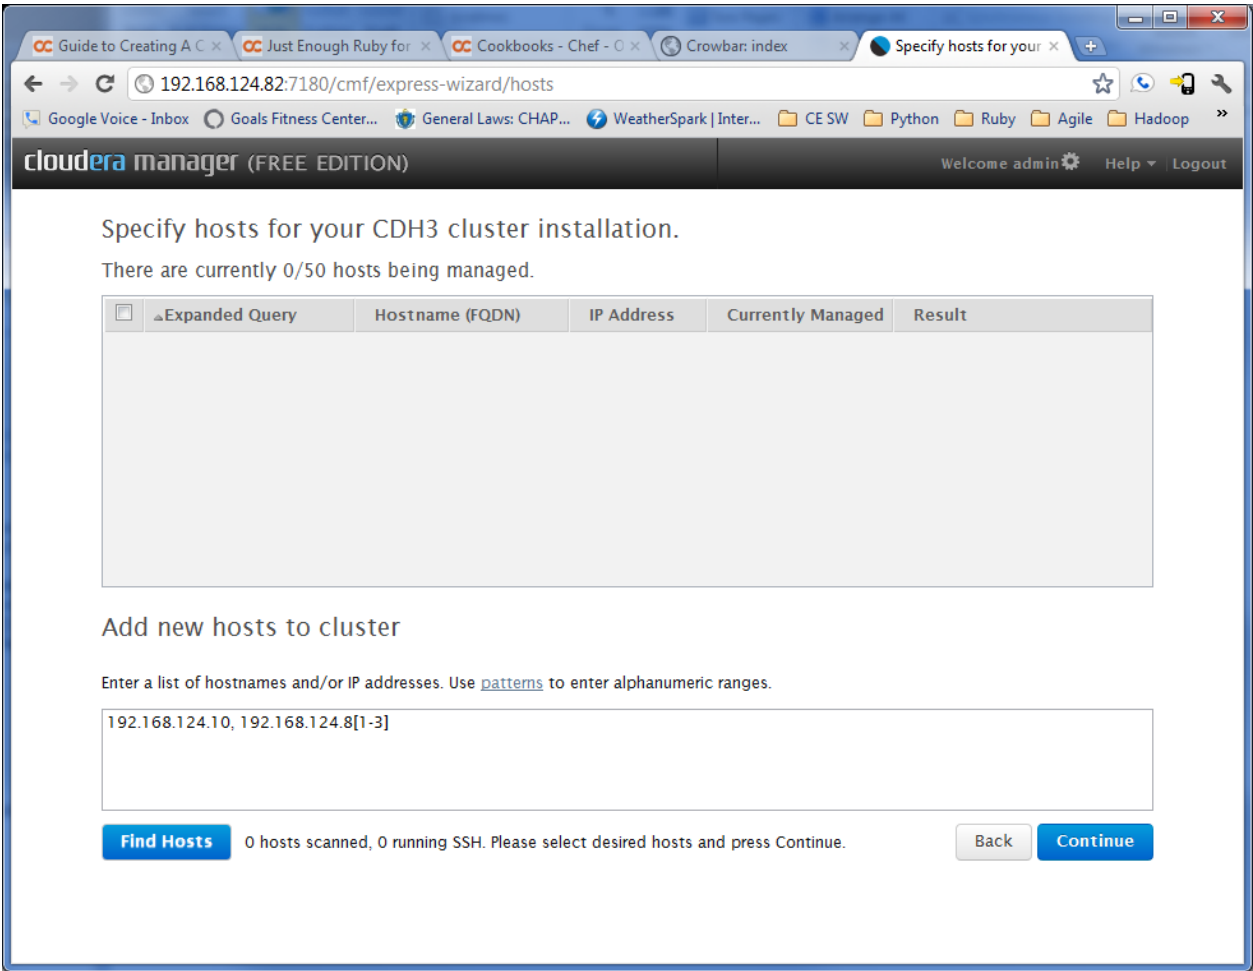 Guide to Creating A C Just Enough Ruby for Cookbooks - Chef - O Crowbar: index Specify hosts for your
192.168.124.82:7180/cmf/express-wizard/hosts
Google Voice - Inbox Goals Fitness Center... General Laws: CHAP... WeatherSpark | Inter... CE SW Python Ruby Agile Hadoop »
cloudera manager (FREE EDITION) Welcome admin Help Logout
Specify hosts for your CDH3 cluster installation.
There are currently 0/50 hosts being managed.
Expanded Query Hostname (FQDN) IP Address Currently Managed Result
Add new hosts to cluster
Enter a list of hostnames and/or IP addresses. Use patterns to enter alphanumeric ranges.
192.168.124.10, 192.168.124.8[1-3]
Find Hosts 0 hosts scanned, 0 running SSH. Please select desired hosts and press Continue. Back Continue